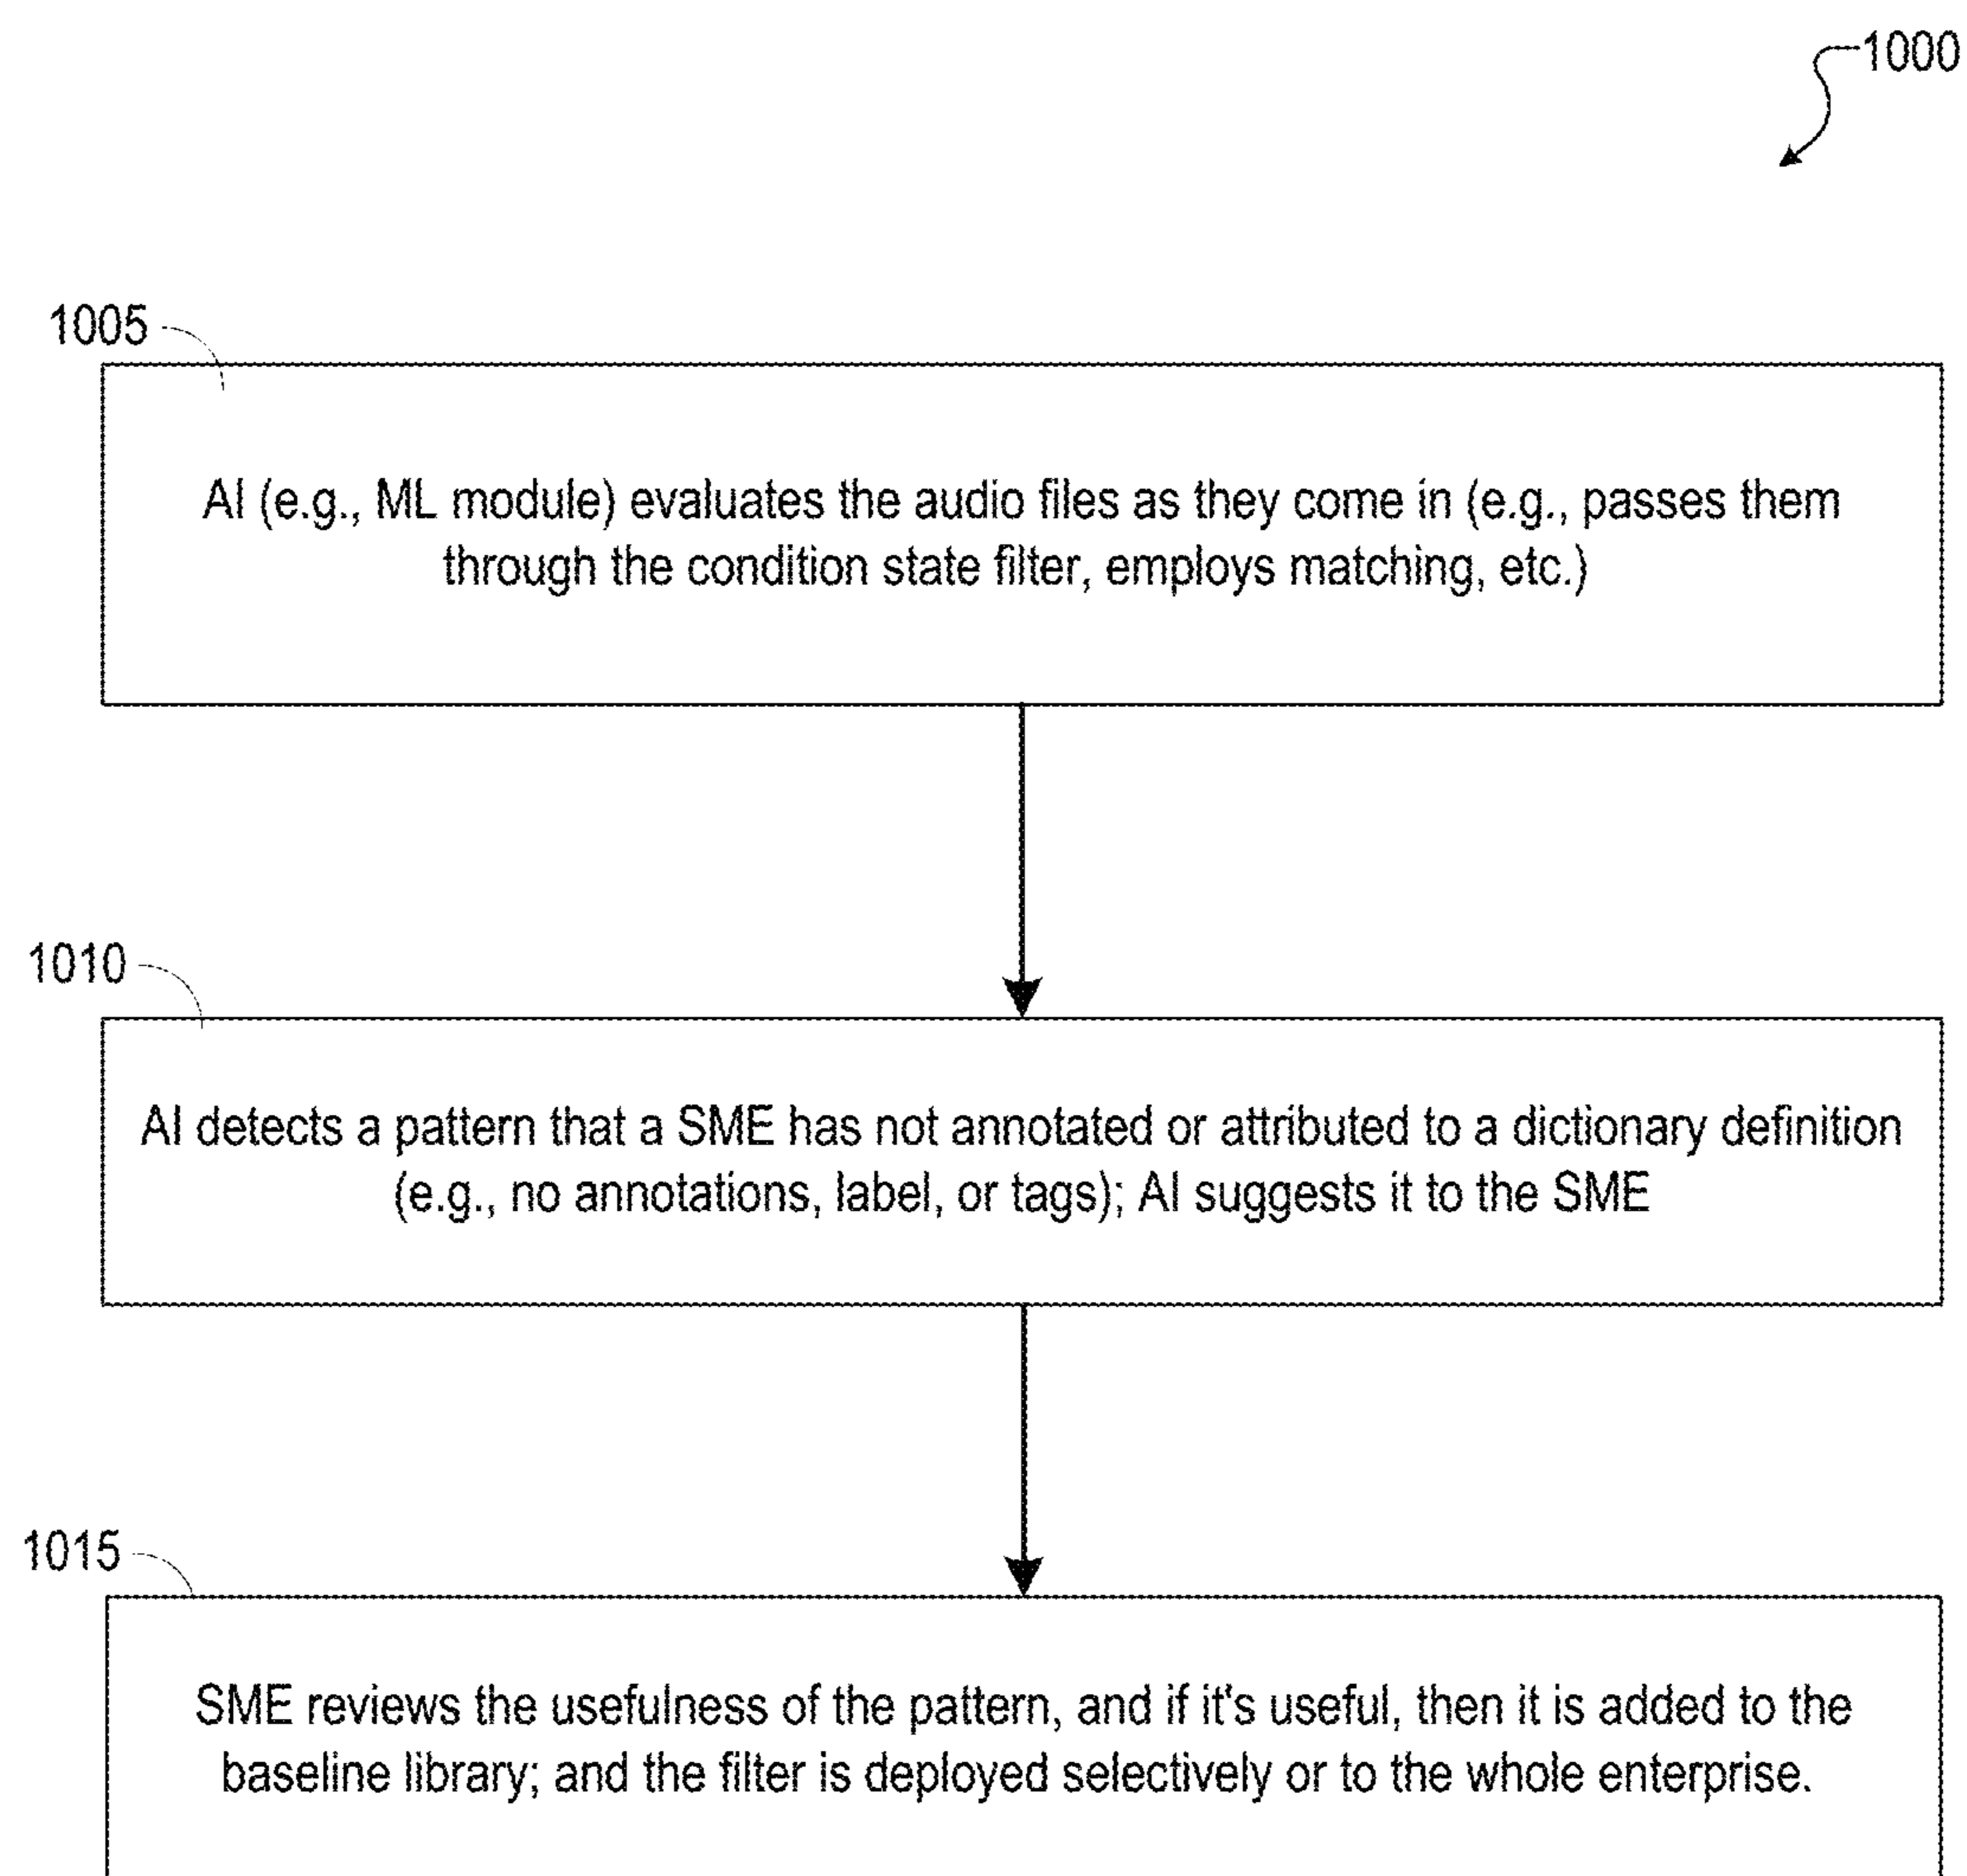 1000
1005
AI (e.g., ML module) evaluates the audio files as they come in (e.g., passes them
through the condition state filter, employs matching, etc.)
1010
AI detects a pattern that a SME has not annotated or attributed to a dictionary definition
(e.g., no annotations, label, or tags); AI suggests it to the SME
1015
SME reviews the usefulness of the pattern, and if it's useful, then it is added to the
baseline library; and the filter is deployed selectively or to the whole enterprise.